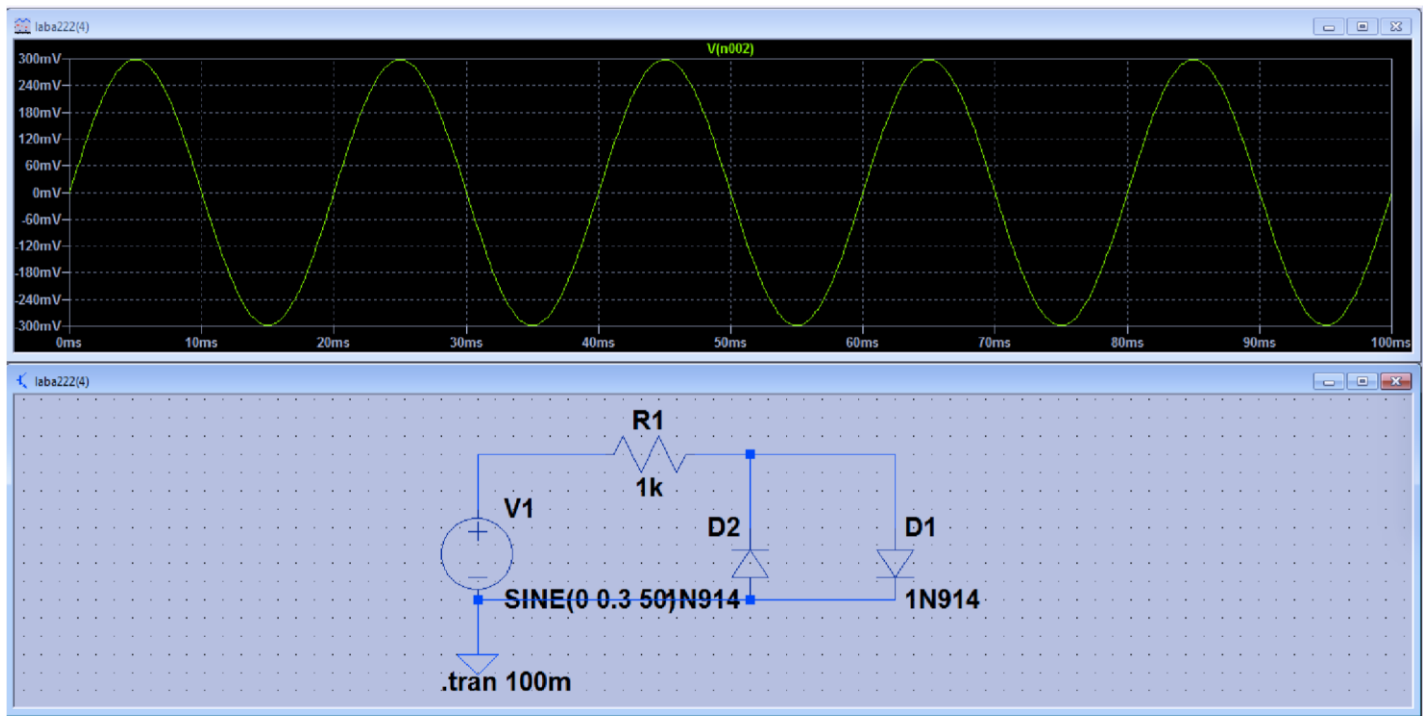 laba222(4)
V(n002)
300mV
240mV
180mV
120mV
60mV
0mV
-60mV
-120mV
-180mV
-240mV
-300mV
0ms 10ms 20ms 30ms 40ms 50ms 60ms 70ms 80ms 90ms 100ms
laba222(4)
R1
1k
V1
D2
D1
SINE(0 0.3 50)
1N914
1N914
.tran 100m